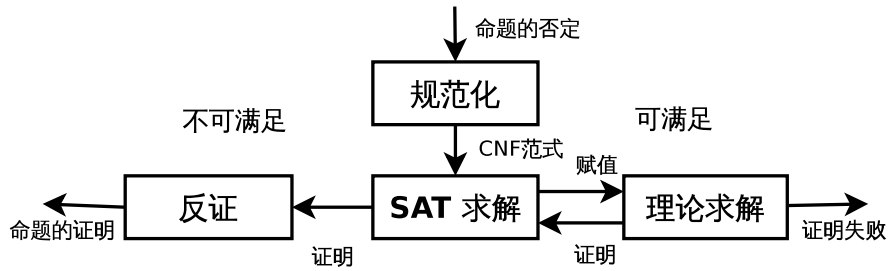 命题的否定
规范化
不可满足
可满足
CNF范式
赋值
反证
SAT 求解
理论求解
命题的证明
证明失败
证明
证明